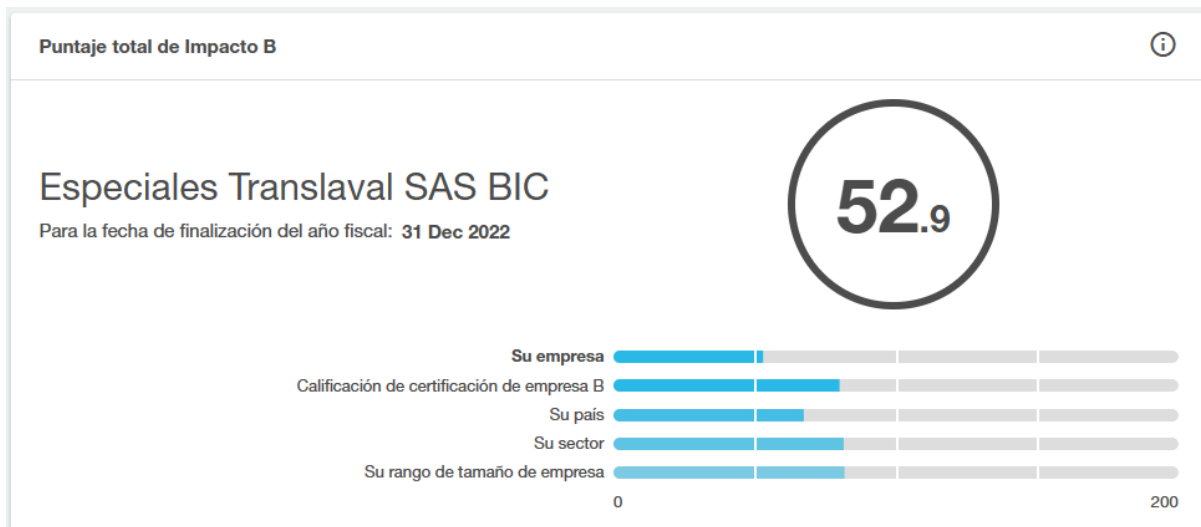 Puntaje total de Impacto B
Especiales Translaval SAS BIC
Para la fecha de finalización del año fiscal: 31 Dec 2022
52.9
Su empresa
Calificación de certificación de empresa B
Su país
Su sector
Su rango de tamaño de empresa
0 200